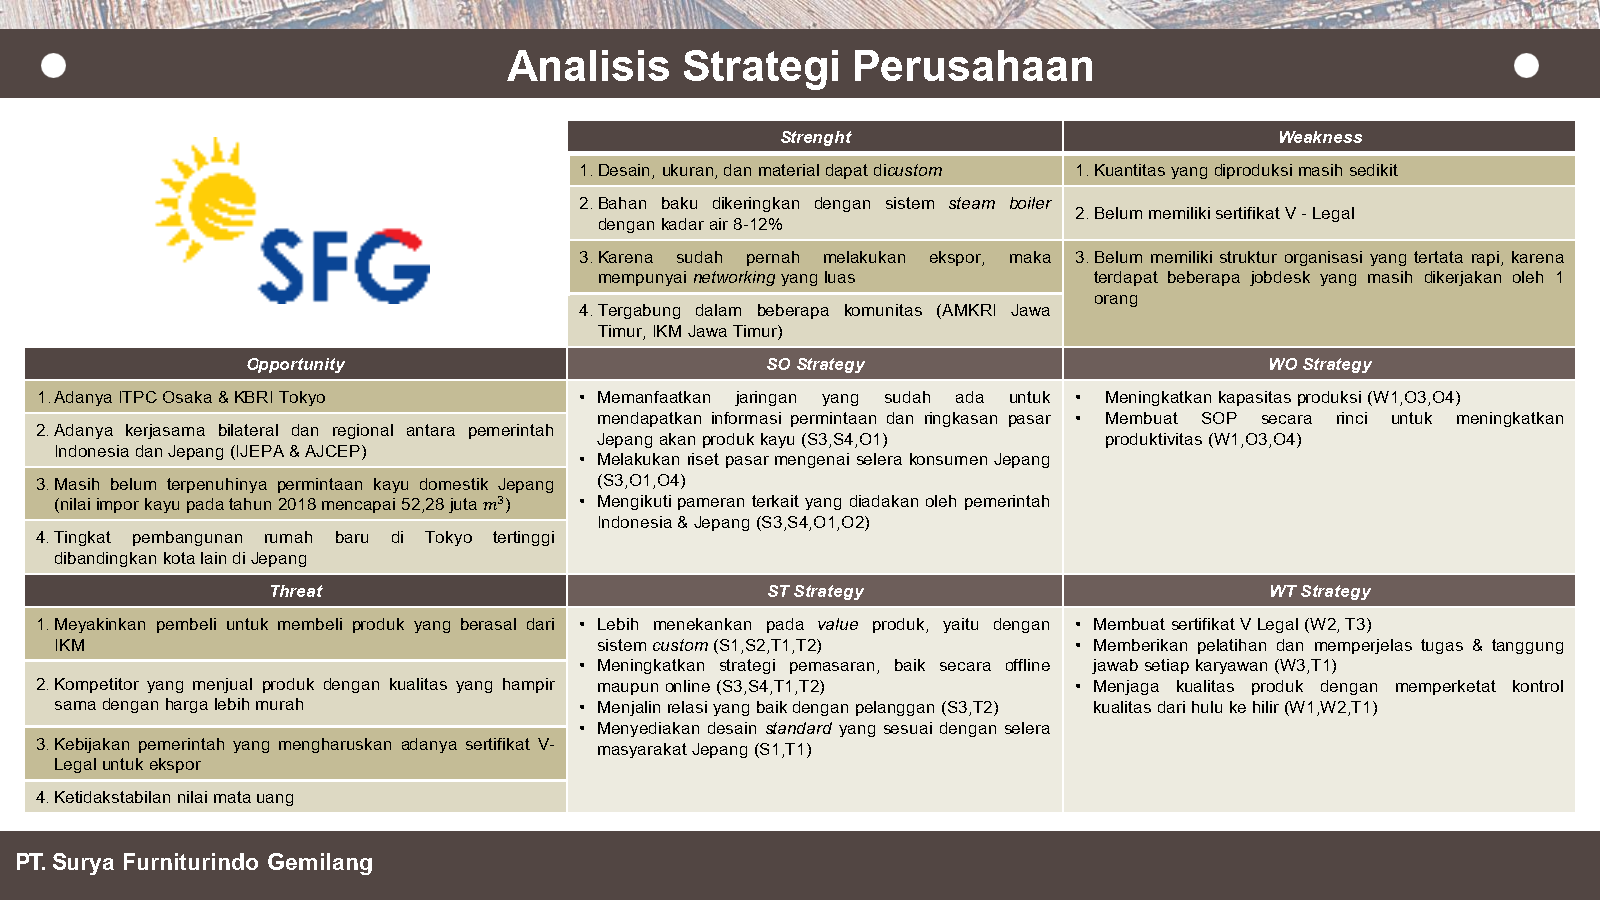 Analisis Strategi Perusahaan
SFG
Strenght
1. Desain, ukuran, dan material dapat dicustom
2. Bahan baku dikeringkan dengan sistem steam boiler
dengan kadar air 8-12%
3. Karena sudah pernah melakukan ekspor, maka
mempunyai networking yang luas
4. Tergabung dalam beberapa komunitas (AMKRI Jawa
Timur, IKM Jawa Timur)
Weakness
1. Kuantitas yang diproduksi masih sedikit
2. Belum memiliki sertifikat V - Legal
3. Belum memiliki struktur organisasi yang tertata rapi, karena
terdapat beberapa jobdesk yang masih dikerjakan oleh 1
orang
Opportunity
1. Adanya ITPC Osaka & KBRI Tokyo
2. Adanya kerjasama bilateral dan regional antara pemerintah
Indonesia dan Jepang (IJEPA & AJCEP)
3. Masih belum terpenuhinya permintaan kayu domestik Jepang
(nilai impor kayu pada tahun 2018 mencapai 52,28 juta m³)
4. Tingkat pembangunan rumah baru di Tokyo tertinggi
dibandingkan kota lain di Jepang
SO Strategy
• Memanfaatkan jaringan yang sudah ada untuk
mendapatkan informasi permintaan dan ringkasan pasar
Jepang akan produk kayu (S3,S4,O1)
• Melakukan riset pasar mengenai selera konsumen Jepang
(S3,O1,O4)
• Mengikuti pameran terkait yang diadakan oleh pemerintah
Indonesia & Jepang (S3,S4,O1,O2)
WO Strategy
• Meningkatkan kapasitas produksi (W1,O3,O4)
• Membuat SOP secara rinci untuk meningkatkan
produktivitas (W1,O3,O4)
Threat
1. Meyakinkan pembeli untuk membeli produk yang berasal dari
IKM
2. Kompetitor yang menjual produk dengan kualitas yang hampir
sama dengan harga lebih murah
3. Kebijakan pemerintah yang mengharuskan adanya sertifikat V-
Legal untuk ekspor
4. Ketidakstabilan nilai mata uang
ST Strategy
• Lebih menekankan pada value produk, yaitu dengan
sistem custom (S1,S2,T1,T2)
• Meningkatkan strategi pemasaran, baik secara offline
maupun online (S3,S4,T1,T2)
• Menjalin relasi yang baik dengan pelanggan (S3,T2)
• Menyediakan desain standard yang sesuai dengan selera
masyarakat Jepang (S1,T1)
WT Strategy
• Membuat sertifikat V Legal (W2, T3)
• Memberikan pelatihan dan memperjelas tugas & tanggung
jawab setiap karyawan (W3,T1)
• Menjaga kualitas produk dengan memperketat kontrol
kualitas dari hulu ke hilir (W1,W2,T1)
PT. Surya Furniturindo Gemilang